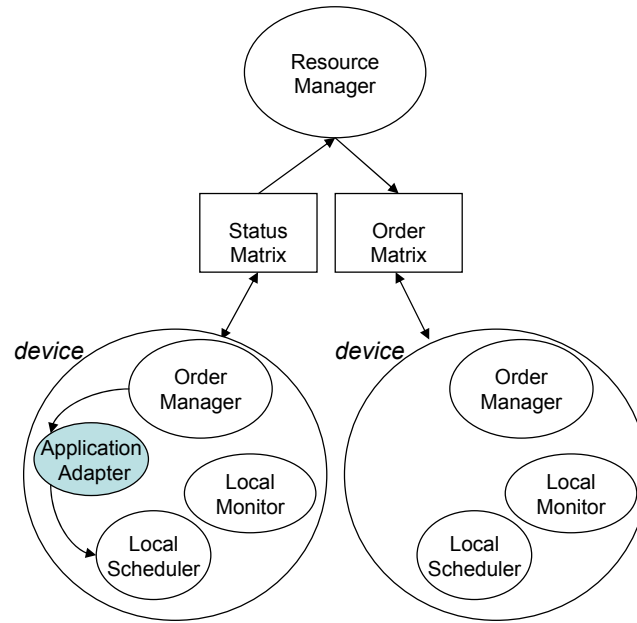 Resource
Manager
Status
Matrix
Order
Matrix
device
Order
Manager
Application
Adapter
Local
Monitor
Local
Scheduler
device
Order
Manager
Local
Monitor
Local
Scheduler